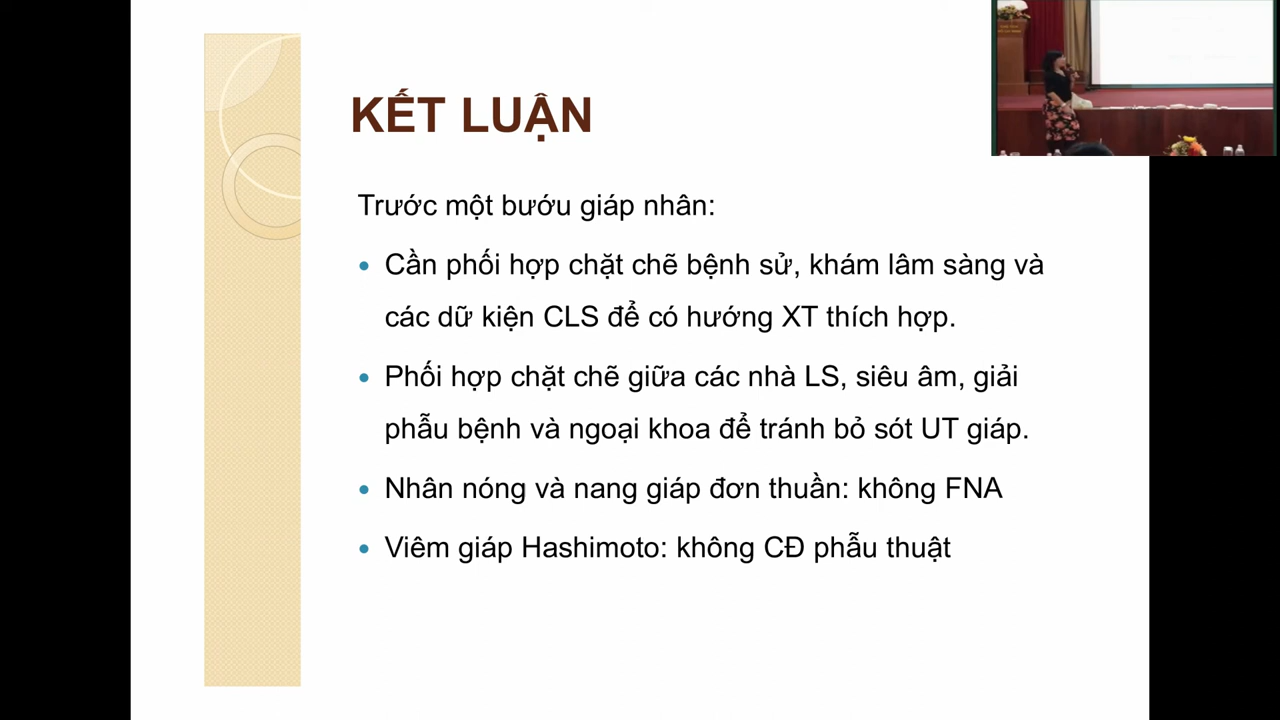 KẾT LUẬN
Trước một bướu giáp nhân:
Cần phối hợp chặt chẽ bệnh sử, khám lâm sàng và
các dữ kiện CLS để có hướng XT thích hợp.
Phối hợp chặt chẽ giữa các nhà LS, siêu âm, giải
phẫu bệnh và ngoại khoa để tránh bỏ sót UT giáp.
Nhân nóng và nang giáp đơn thuần: không FNA
Viêm giáp Hashimoto: không CĐ phẫu thuật